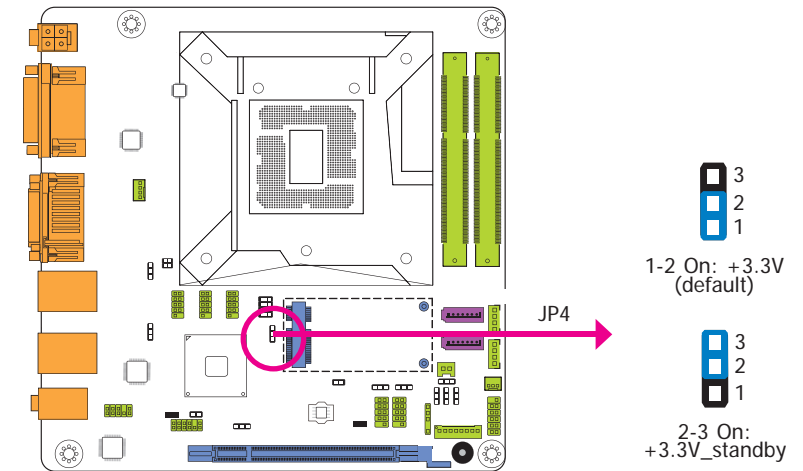 JP4
3
2
1
1-2 On: +3.3V
(default)
3
2
1
2-3 On:
+3.3V_standby